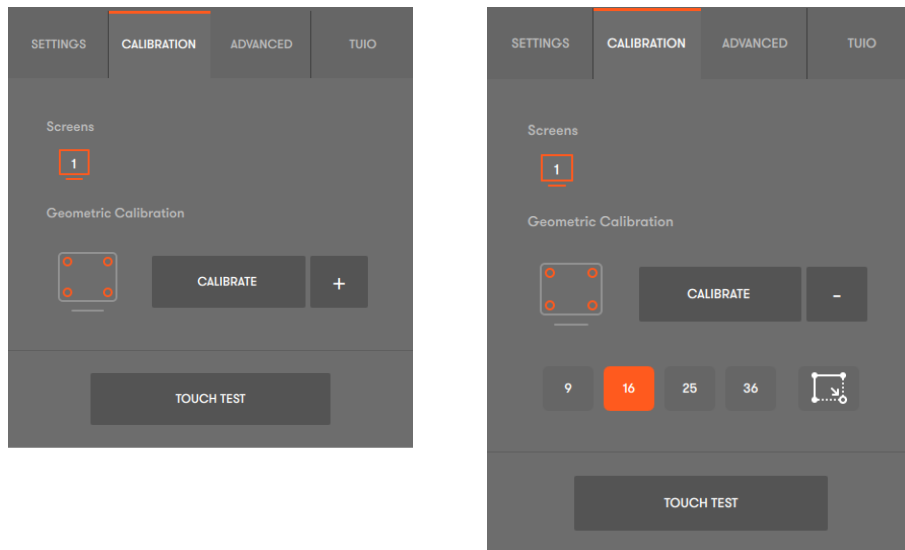 SETTINGS CALIBRATION ADVANCED TUIO
Screens
1
Geometric Calibration
CALIBRATE +
TOUCH TEST
SETTINGS CALIBRATION ADVANCED TUIO
Screens
1
Geometric Calibration
CALIBRATE -
9 16 25 36
TOUCH TEST